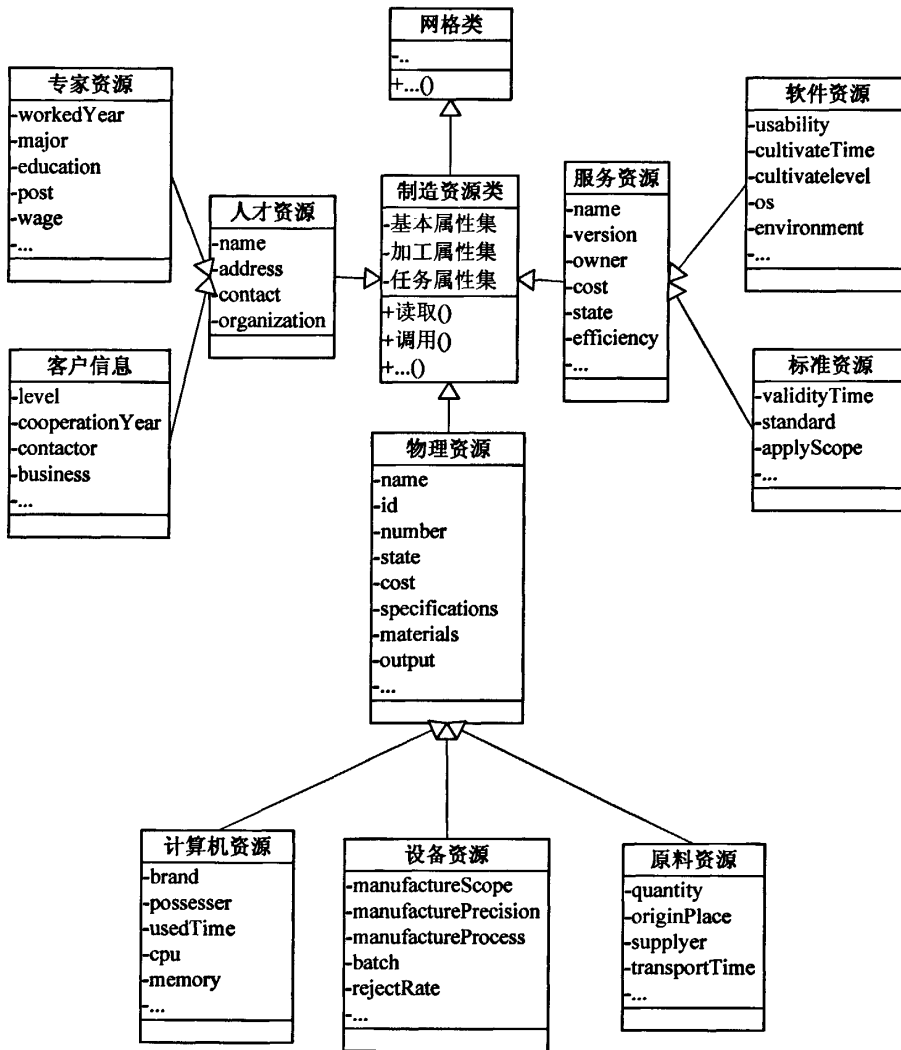 网格类
-..
+...()
专家资源
-workedYear
-major
-education
-post
-wage
-...
人才资源
-name
-address
-contact
-organization
客户信息
-level
-cooperationYear
-contactor
-business
-...
制造资源类
-基本属性集
-加工属性集
-任务属性集
+读取()
+调用()
+...()
服务资源
-name
-version
-owner
-cost
-state
-efficiency
-...
软件资源
-usability
-cultivateTime
-cultivatelevel
-os
-environment
-...
标准资源
-validityTime
-standard
-applyScope
-...
物理资源
-name
-id
-number
-state
-cost
-specifications
-materials
-output
-...
计算机资源
-brand
-possesser
-usedTime
-cpu
-memory
-...
设备资源
-manufactureScope
-manufacturePrecision
-manufactureProcess
-batch
-rejectRate
-...
原料资源
-quantity
-originPlace
-supplyer
-transportTime
-...